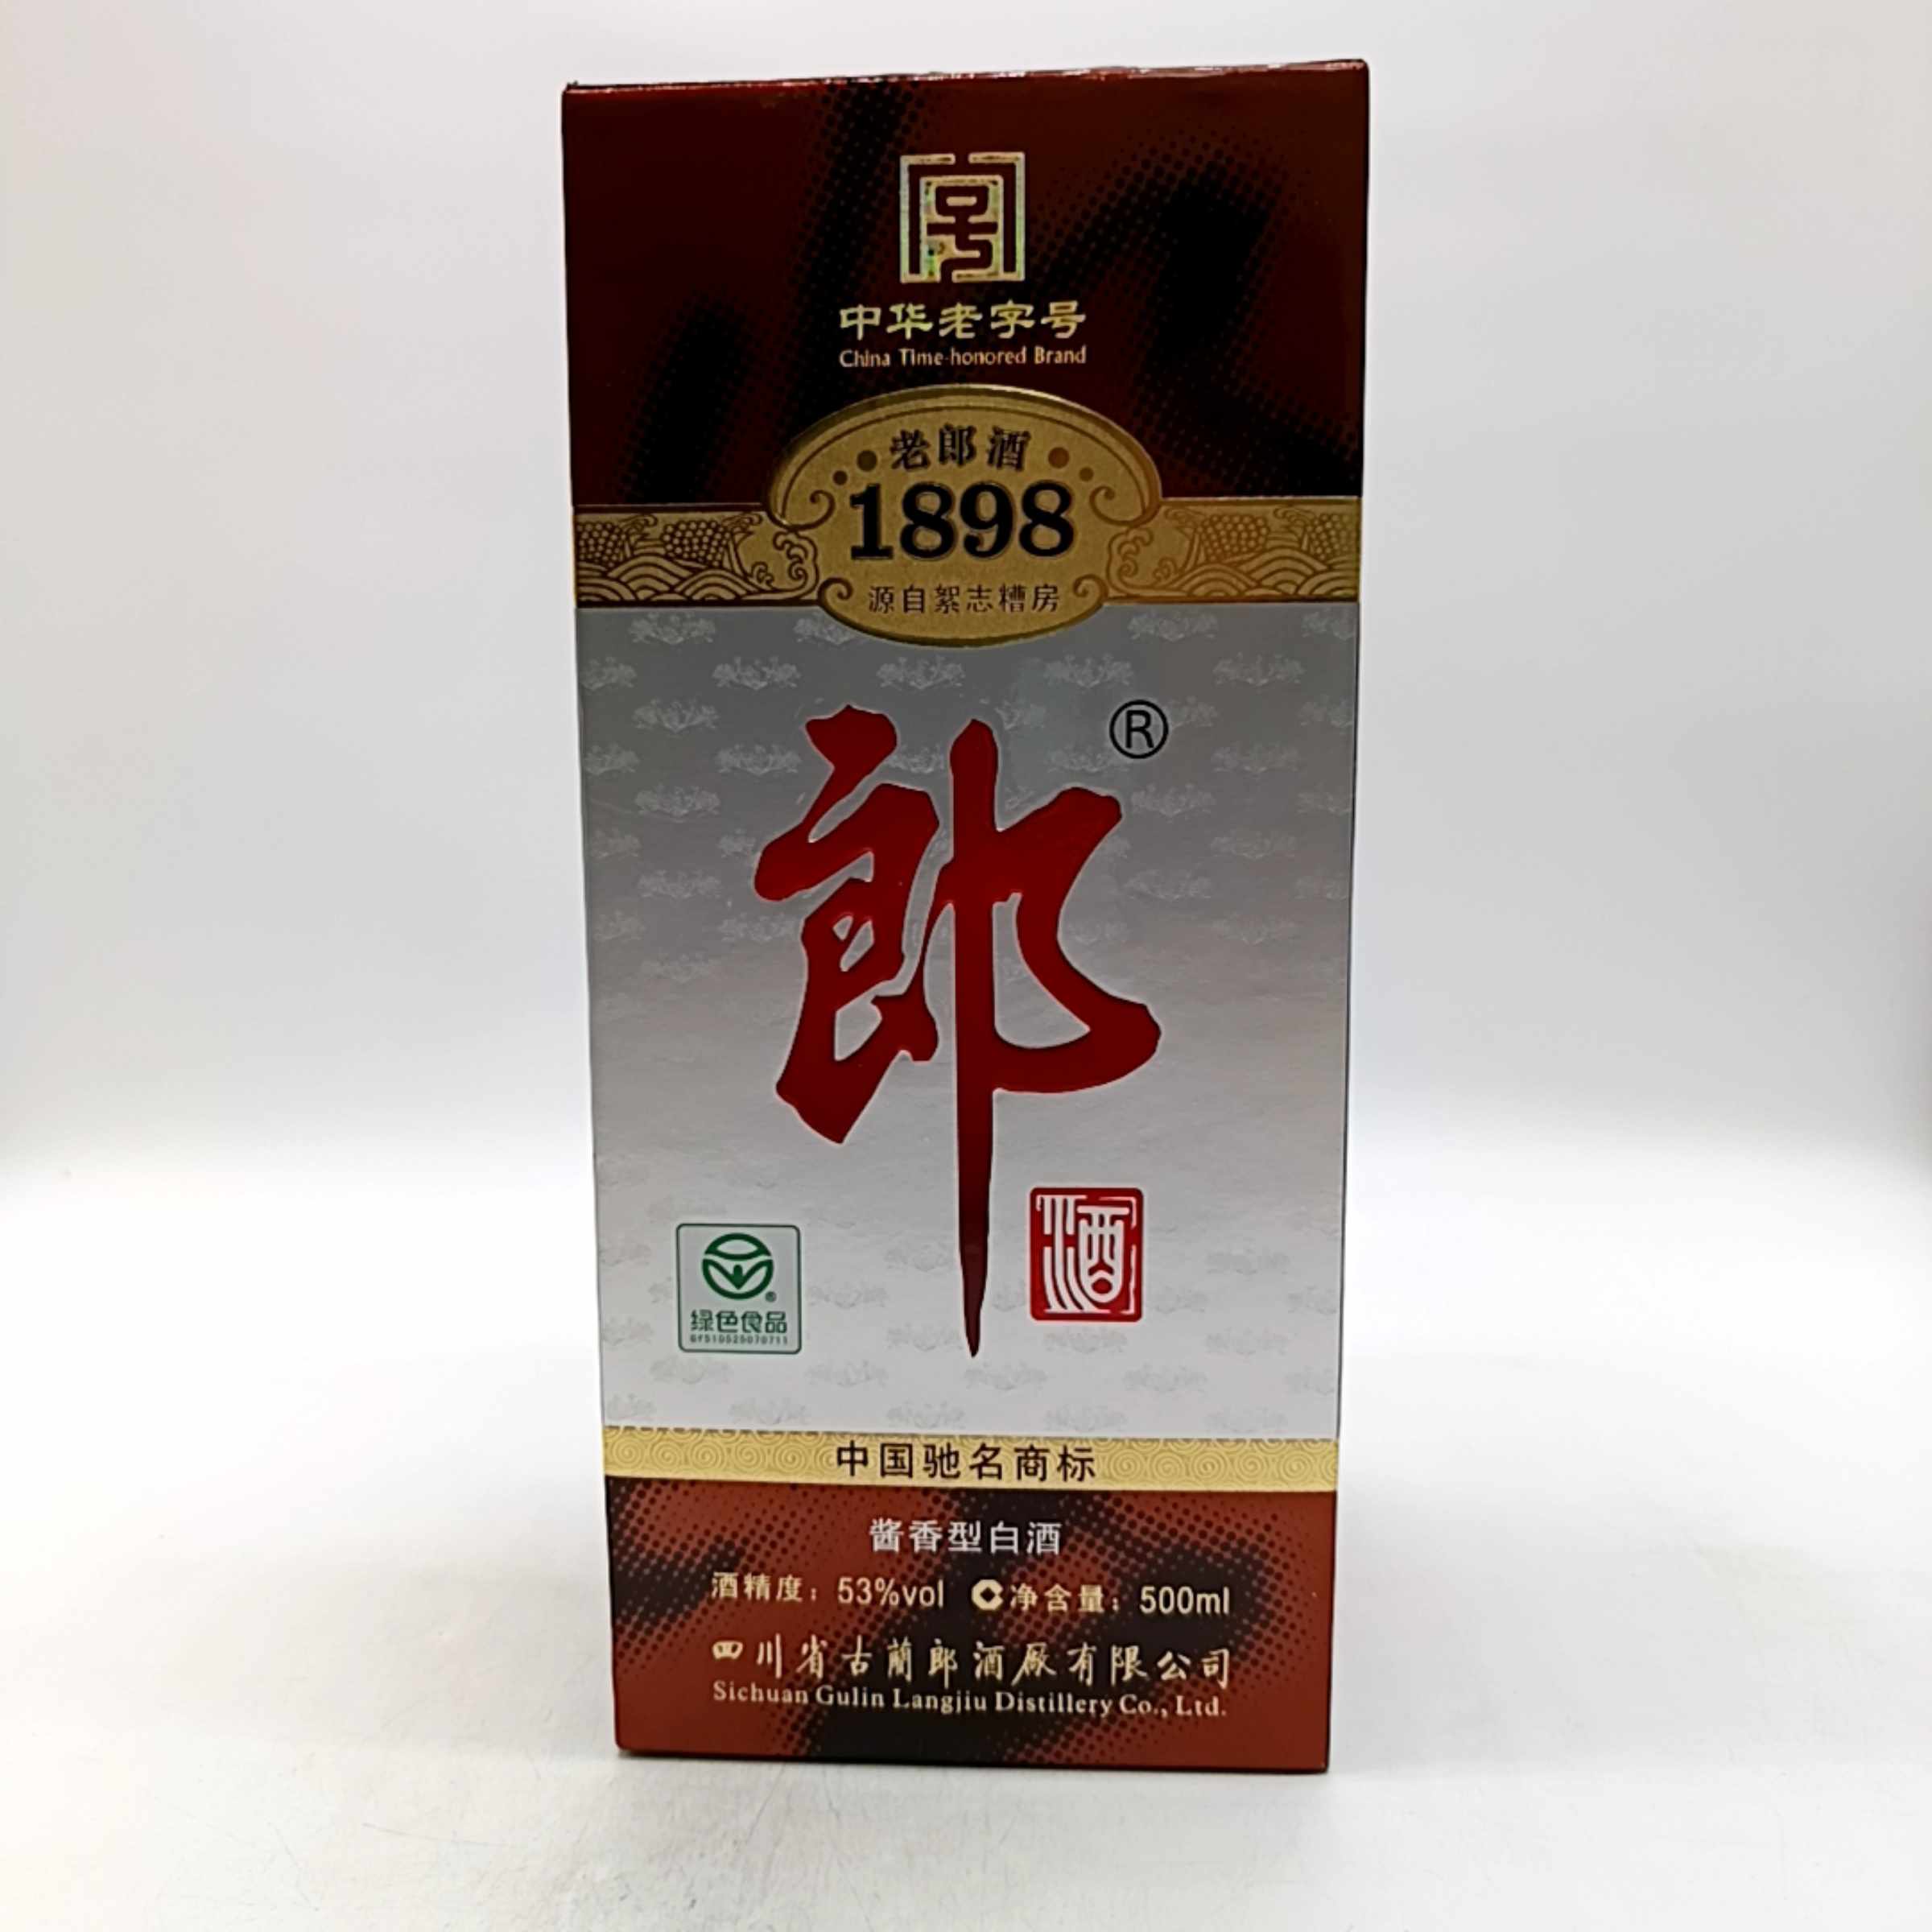 号
中华老字号
China Time-honored Brand
老郎酒
1898
源自絮志糟房
郎®
酒
绿色食品
GF510525070711
中国驰名商标
酱香型白酒
酒精度：53%vol 净含量：500ml
四川省古蔺郎酒厰有限公司
Sichuan Gulin Langjiu Distillery Co., Ltd.